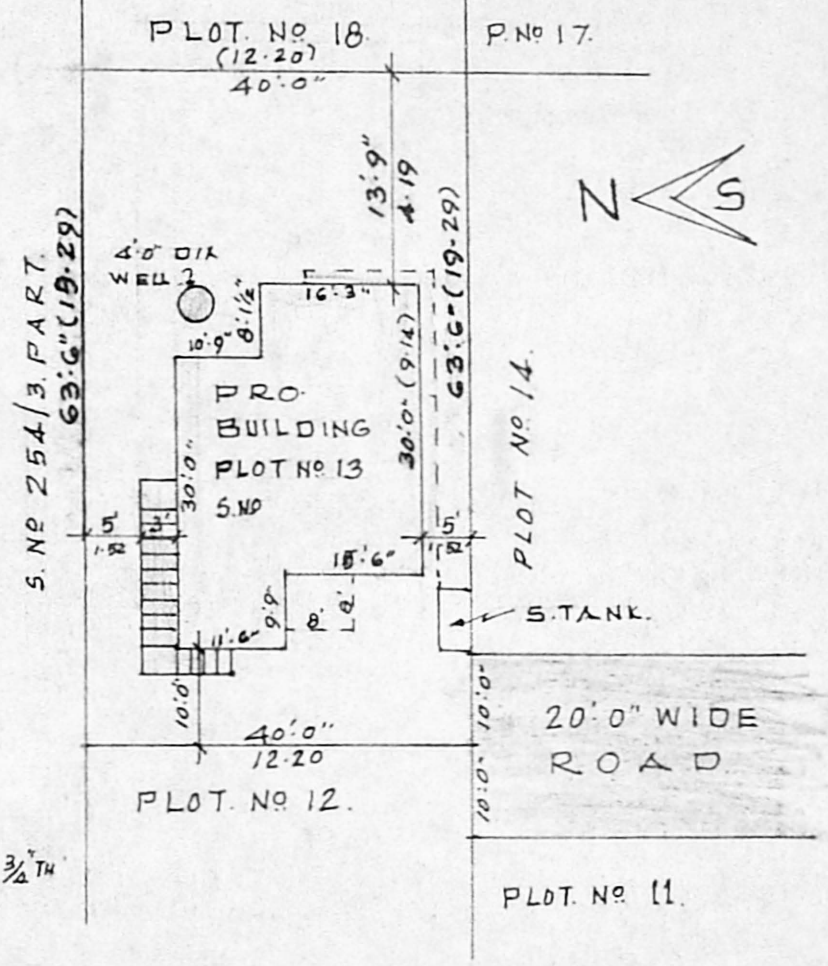 PLOT. Nº 18.
(12.20)
40'-0"
P. Nº 17.
13'-9"
4.19
N
S
S. Nº 254/3. PART.
63'-6" (19.29)
4'-0" DIA
WELL
16'-3"
8'-1½"
10'-9"
30'-0" (9.14)
63'-6" (19.29)
PLOT Nº 14.
PRO.
BUILDING
PLOT Nº 13
S.NO
30'-0"
5'
1.52
3'
5'
1.52
15'-6"
9'-9"
8'
8'
11'-6"
S.TANK.
10'-0"
10'-0"
10'-0"
20'-0" WIDE
ROAD
40'-0"
12.20
PLOT. Nº 12.
¾" TH
PLOT. Nº 11.